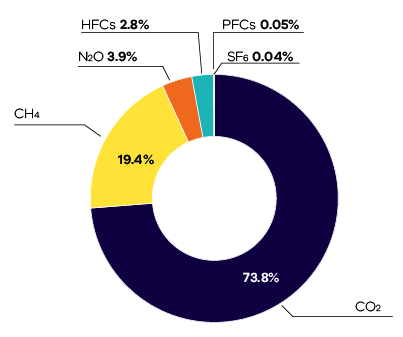 HFCs 2.8%
PFCs 0.05%
N2O 3.9%
SF6 0.04%
CH4
19.4%
73.8%
CO2